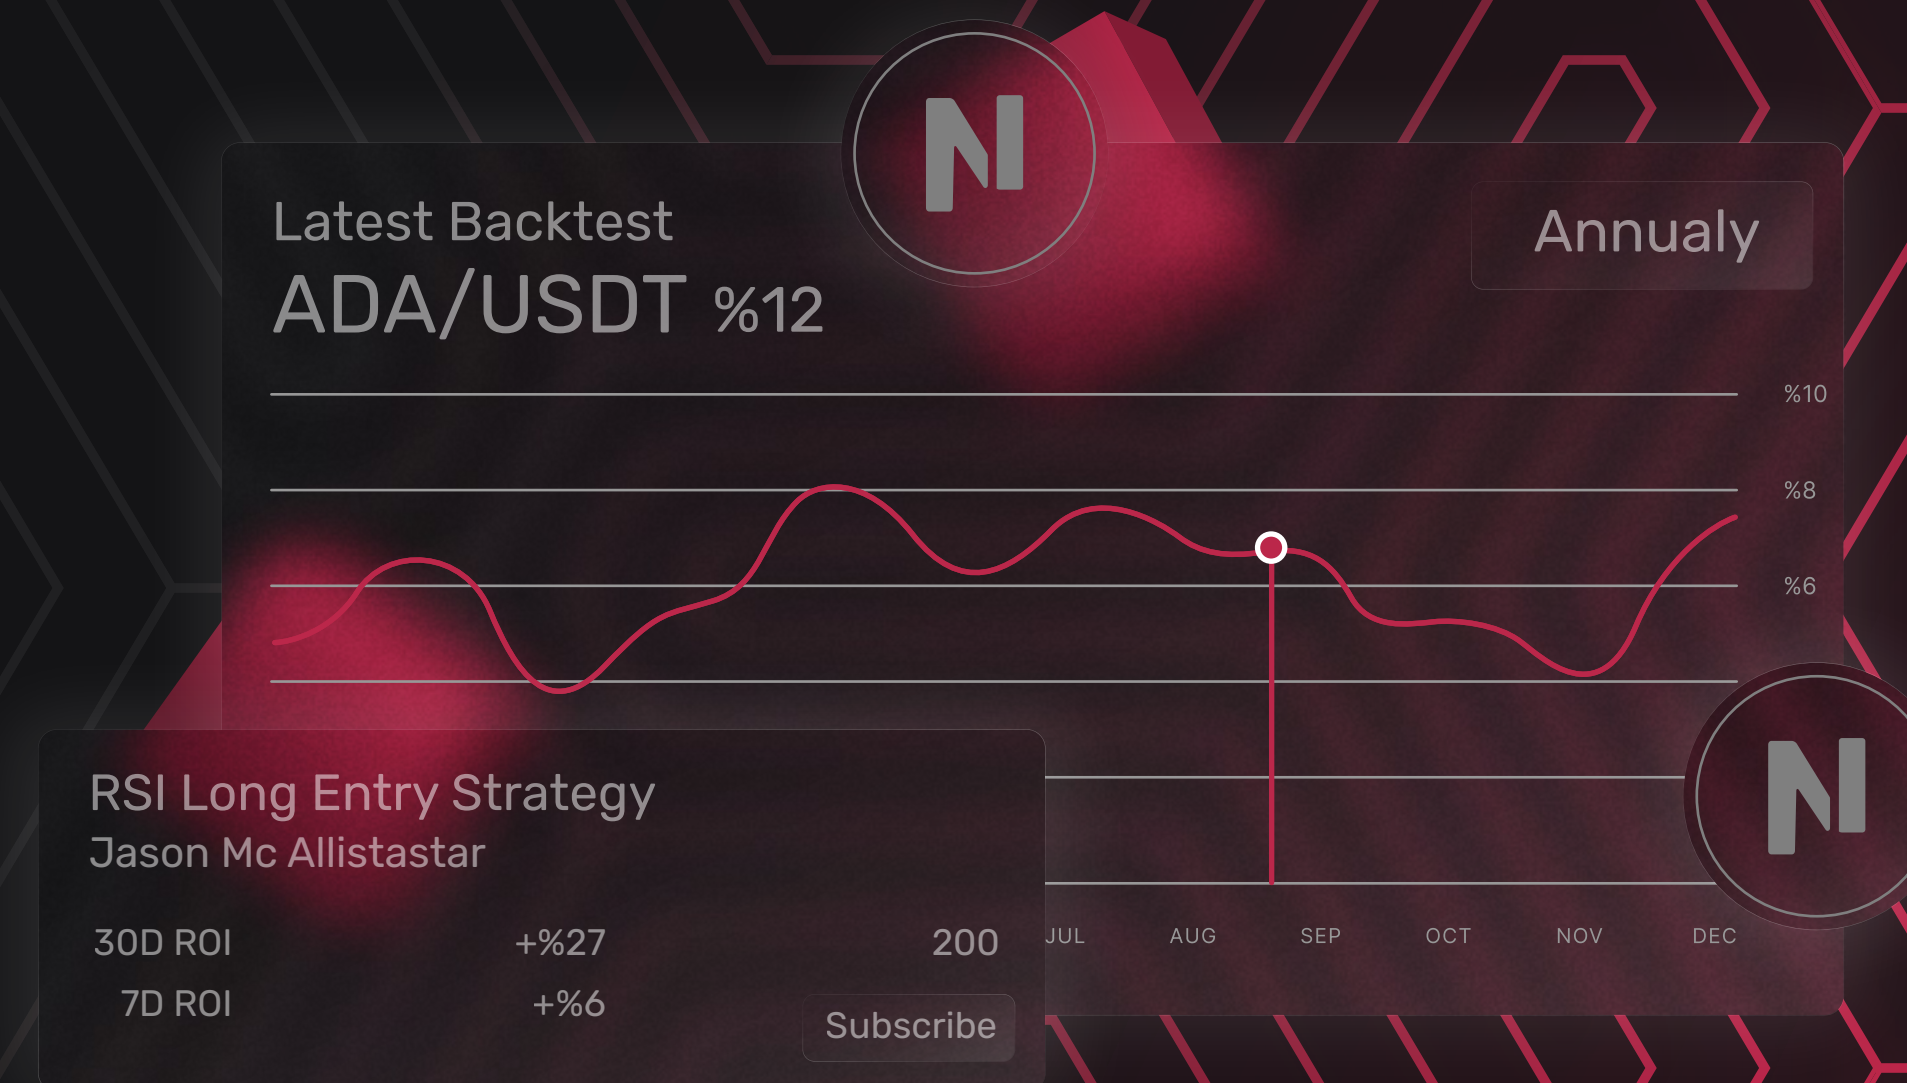 N
Latest Backtest
Annualy
ADA/USDT %12
%10
%8
%6
N
RSI Long Entry Strategy
Jason Mc Allistastar
30D ROI +%27 200
7D ROI +%6
Subscribe
JUL AUG SEP OCT NOV DEC